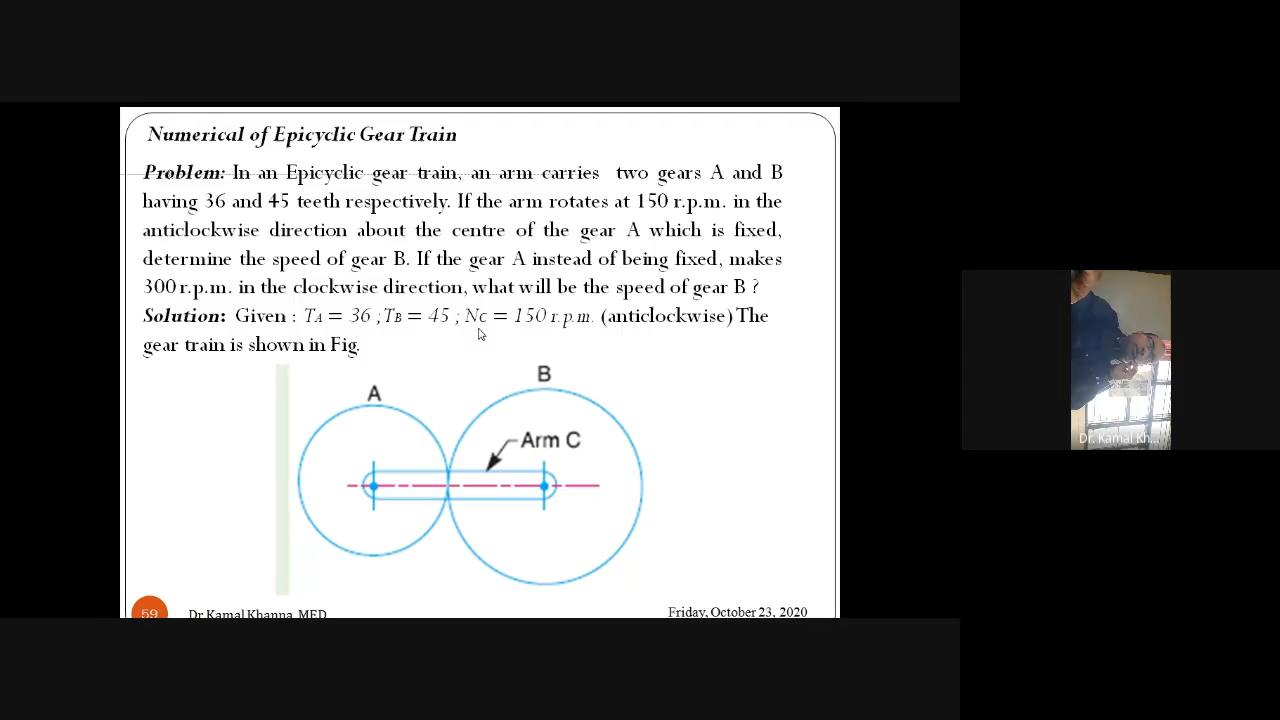 Numerical of Epicyclic Gear Train
Problem: In an Epicyclic gear train, an arm carries two gears A and B
having 36 and 45 teeth respectively. If the arm rotates at 150 r.p.m. in the
anticlockwise direction about the centre of the gear A which is fixed,
determine the speed of gear B. If the gear A instead of being fixed, makes
300 r.p.m. in the clockwise direction, what will be the speed of gear B ?
Solution: Given : TA = 36 ; TB = 45 ; NC = 150 r.p.m. (anticlockwise) The
gear train is shown in Fig.
A
B
Arm C
59
Dr Kamal Khanna, MED
Friday, October 23, 2020
Dr. Kamal Kh...